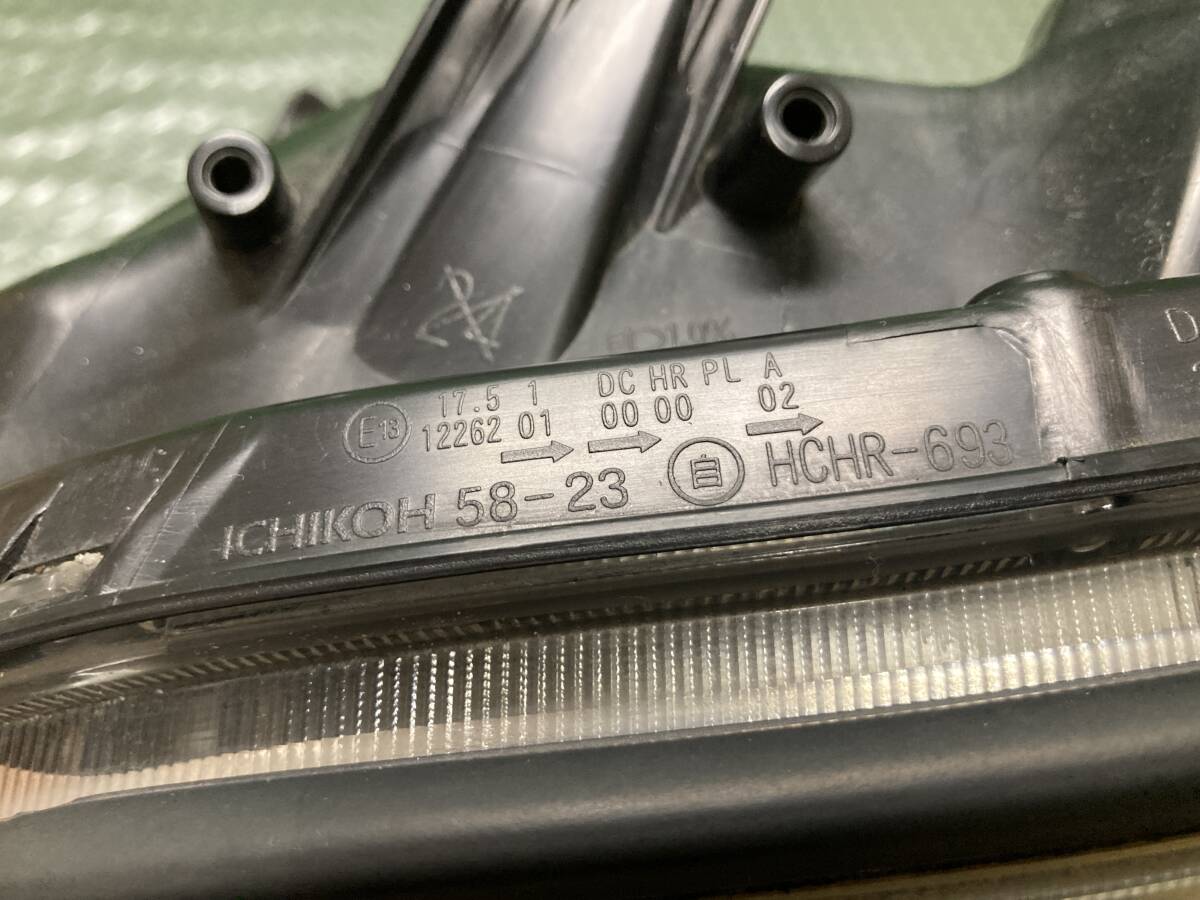 17.5 1 DC HR PL A
E13 12262 01 00 00 02
ICHIKOH 58-23 自 HCHR-693
D